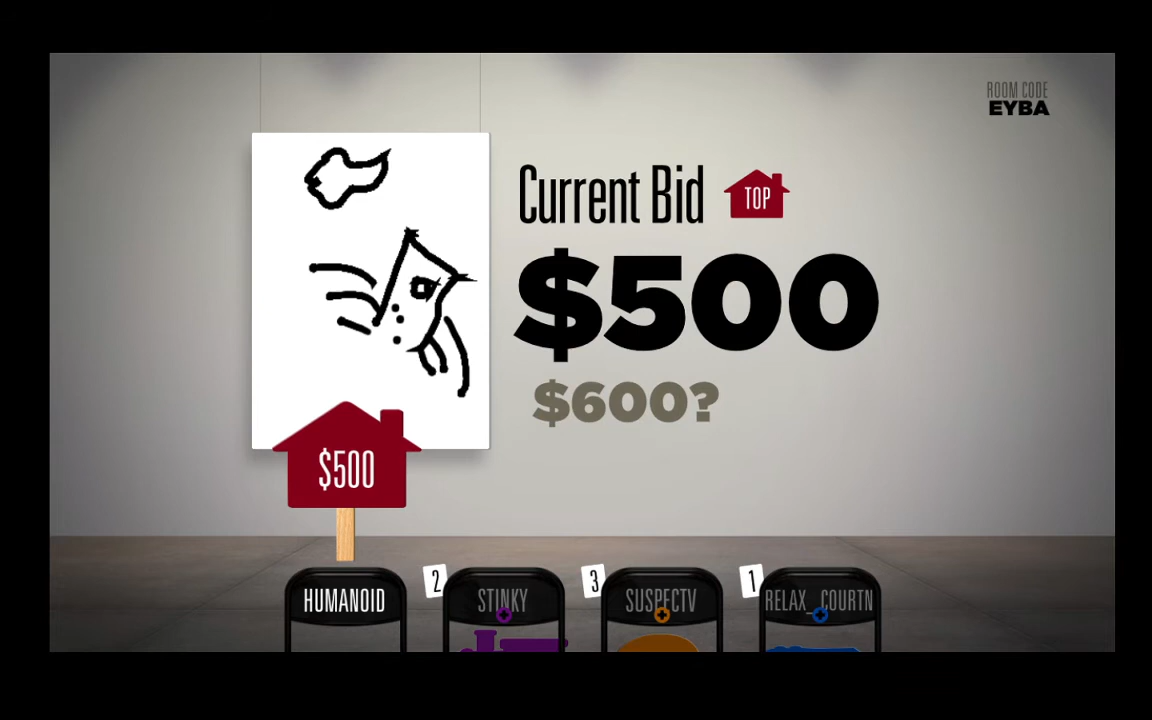 ROOM CODE
EYBA
Current Bid
TOP
$500
$600?
$500
HUMANOID
2
STINKY
3
SUSPECTV
1
RELAX_COURTN